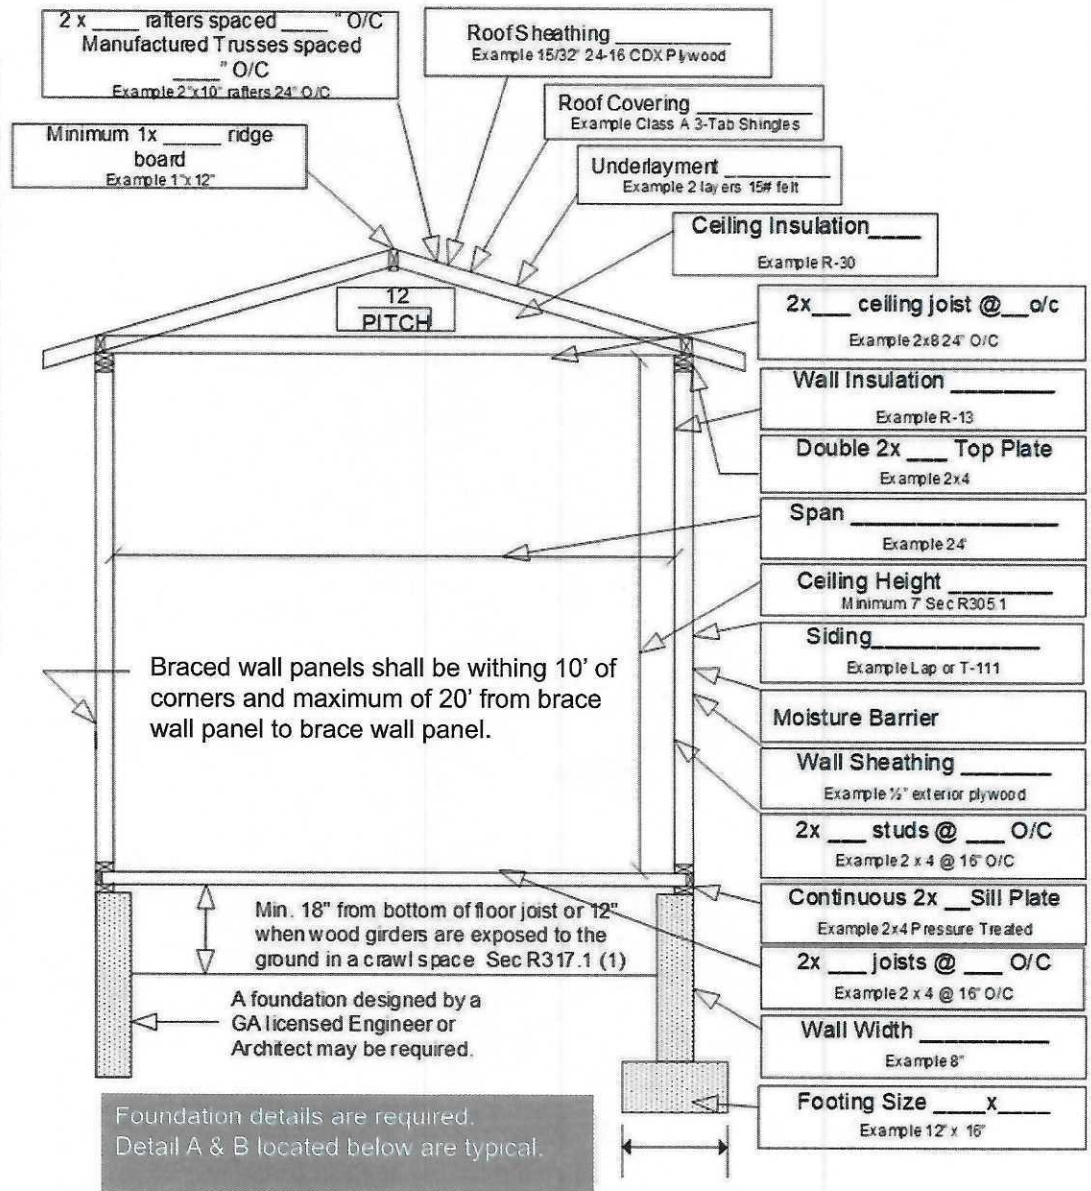 2 x ____ rafters spaced ____" O/C
Manufactured Trusses spaced
____" O/C
Example 2"x10" rafters 24" O/C
Roof Sheathing __________
Example 15/32" 24-16 CDX Plywood
Roof Covering __________
Example Class A 3-Tab Shingles
Minimum 1x _____ ridge
board
Example 1"x 12"
Underlayment _________
Example 2 layers 15# felt
Ceiling Insulation____
Example R-30
12
PITCH
2x___ ceiling joist @__o/c
Example 2x8 24" O/C
Wall Insulation ________
Example R-13
Double 2x ___ Top Plate
Example 2x4
Span ________________
Example 24'
Ceiling Height ________
Minimum 7' Sec R305.1
Siding_____________
Example Lap or T-111
Braced wall panels shall be withing 10' of
corners and maximum of 20' from brace
wall panel to brace wall panel.
Moisture Barrier
Wall Sheathing _______
Example ½" exterior plywood
2x ___ studs @ ___ O/C
Example 2 x 4 @ 16" O/C
Continuous 2x __Sill Plate
Example 2x4 Pressure Treated
Min. 18" from bottom of floor joist or 12"
when wood girders are exposed to the
ground in a crawl space Sec R317.1 (1)
2x ___ joists @ ___ O/C
Example 2 x 4 @ 16" O/C
A foundation designed by a
GA licensed Engineer or
Architect may be required.
Wall Width __________
Example 8"
Footing Size ____x____
Example 12" x 16"
Foundation details are required.
Detail A & B located below are typical.